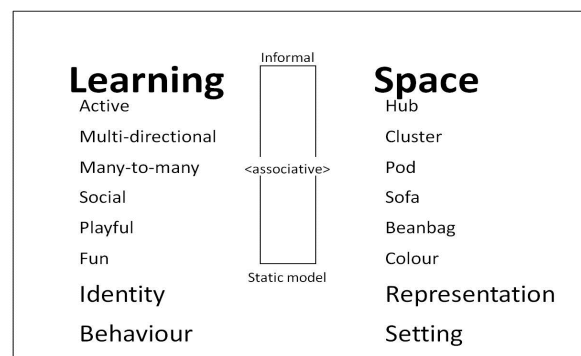 Informal
Learning
Space
Active
Hub
Multi-directional
Cluster
Many-to-many
<associative>
Pod
Social
Sofa
Playful
Beanbag
Fun
Colour
Static model
Identity
Representation
Behaviour
Setting